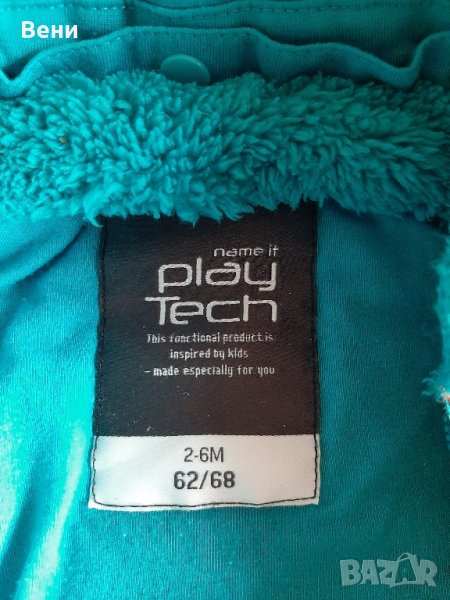 Вени
name it
play
Tech
This functional product is
inspired by kids
– made especially for you
2-6M
62/68
BAZAR